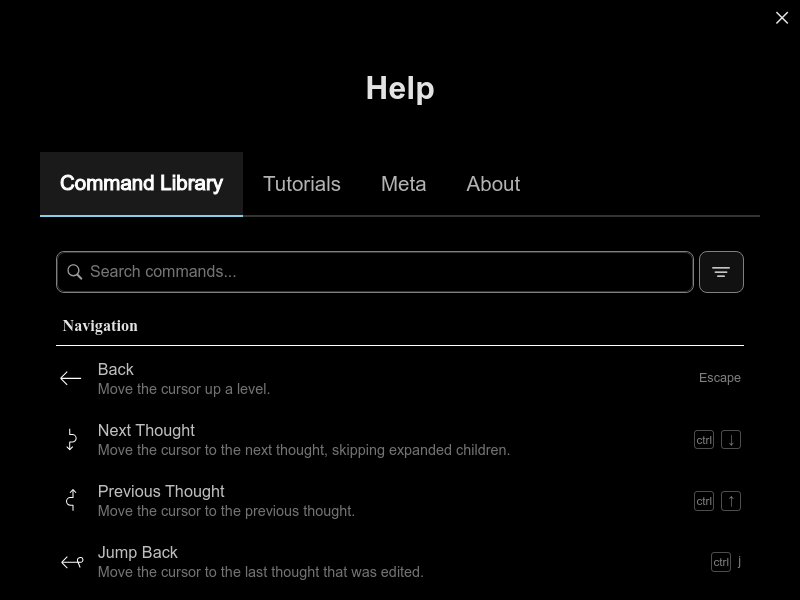 Help
Command Library Tutorials Meta About
Search commands...
Navigation
Back
Move the cursor up a level.
Escape
Next Thought
Move the cursor to the next thought, skipping expanded children.
ctrl ↓
Previous Thought
Move the cursor to the previous thought.
ctrl ↑
Jump Back
Move the cursor to the last thought that was edited.
ctrl j